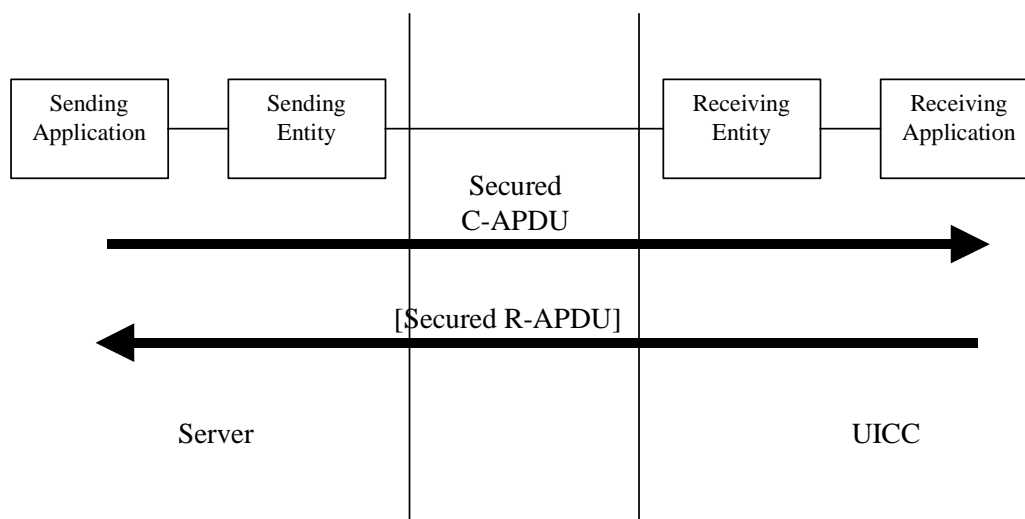 Sending
Application
Sending
Entity
Receiving
Entity
Receiving
Application
Secured
C-APDU
[Secured R-APDU]
Server
UICC